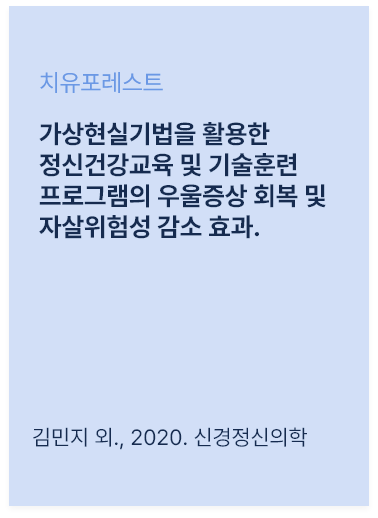 치유포레스트
가상현실기법을 활용한
정신건강교육 및 기술훈련
프로그램의 우울증상 회복 및
자살위험성 감소 효과.
김민지 외., 2020. 신경정신의학